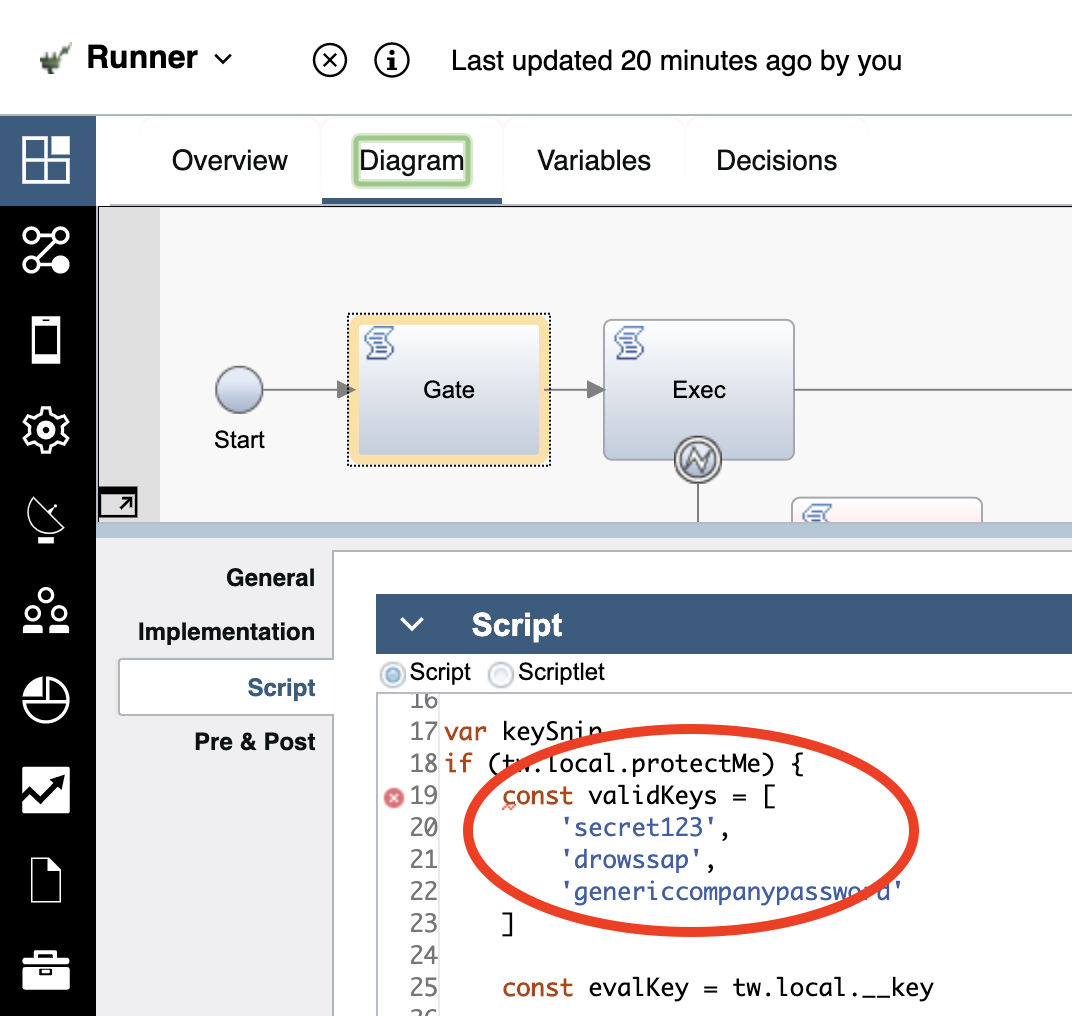 Runner
Last updated 20 minutes ago by you
Overview Diagram Variables Decisions
Gate
Exec
Start
General
Implementation
Script
Pre & Post
Script
Script Scriptlet
16
17 var keySnip
18 if (tw.local.protectMe) {
19 const validKeys = [
20 'secret123',
21 'drowssap',
22 'genericcompanypassword'
23 ]
24
25 const evalKey = tw.local.__key
26